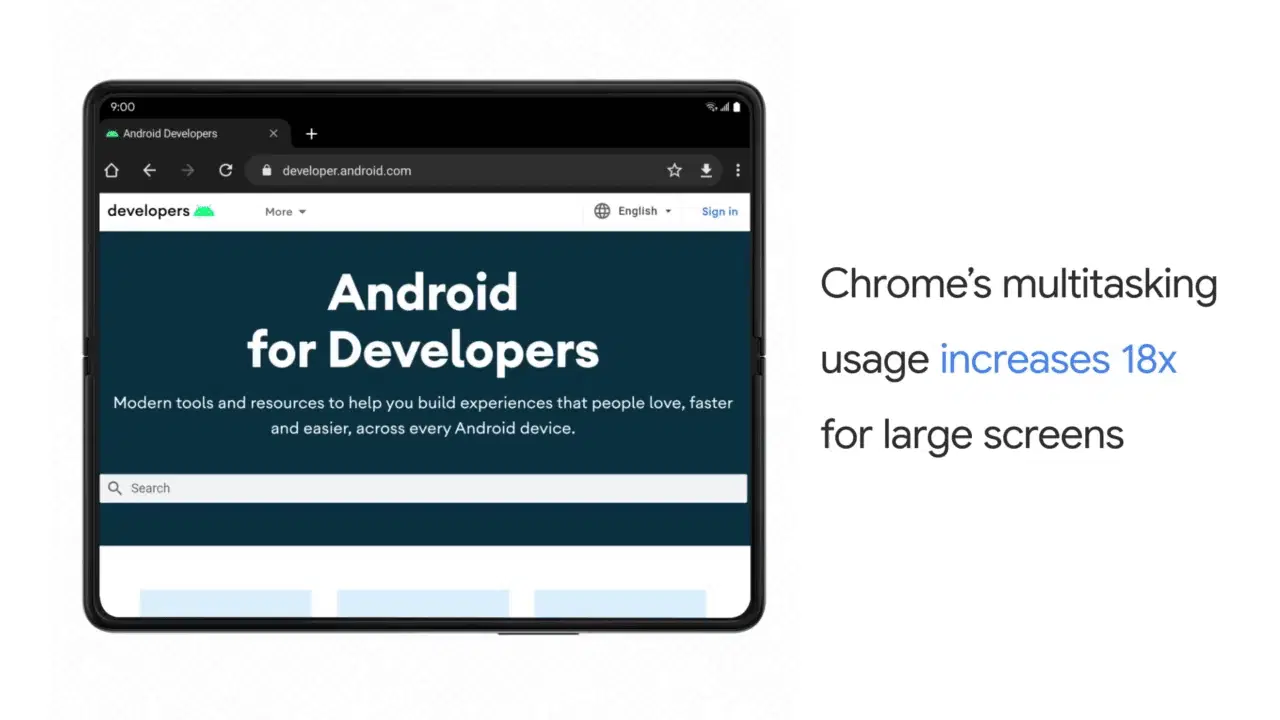 9:00
Android Developers
developer.android.com
developers
More
English
Sign in
Android
for Developers
Modern tools and resources to help you build experiences that people love, faster
and easier, across every Android device.
Search
Chrome’s multitasking
usage increases 18x
for large screens